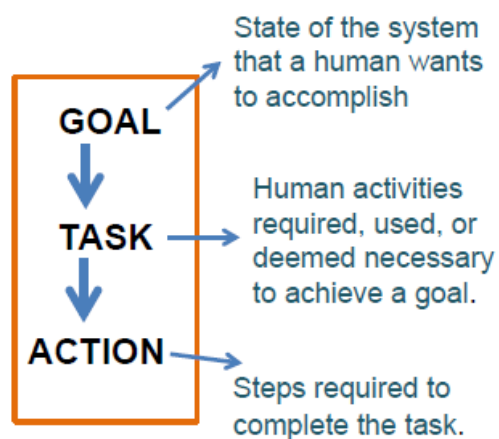 State of the system
that a human wants
to accomplish
GOAL
Human activities
required, used, or
deemed necessary
to achieve a goal.
TASK
ACTION
Steps required to
complete the task.